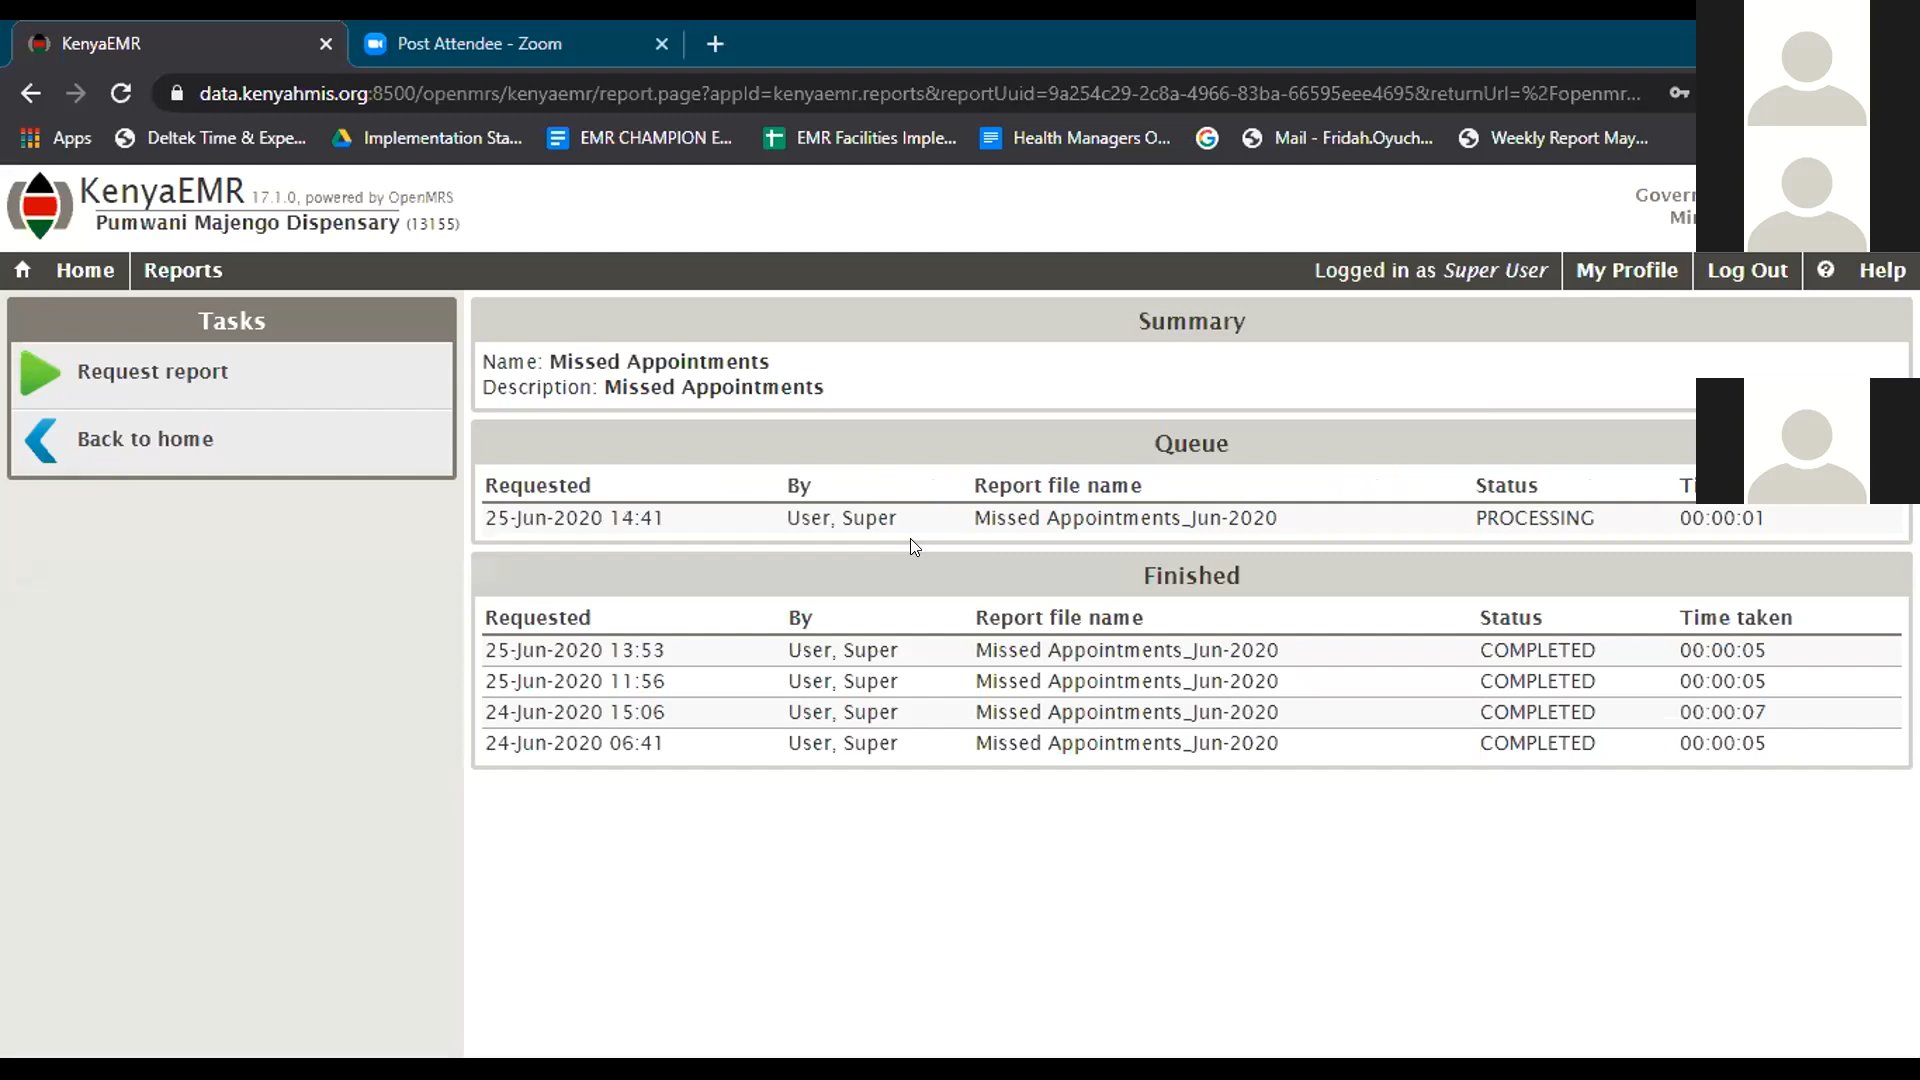 KenyaEMR
Post Attendee - Zoom
data.kenyahmis.org:8500/openmrs/kenyaemr/report.page?appId=kenyaemr.reports&reportUuid=9a254c29-2c8a-4966-83ba-66595eee4695&returnUrl=%2Fopenmr...
Apps Deltek Time & Expe... Implementation Sta... EMR CHAMPION E... EMR Facilities Imple... Health Managers O... Mail - Fridah.Oyuch... Weekly Report May...
KenyaEMR 17.1.0, powered by OpenMRS
Pumwani Majengo Dispensary (13155)
Home Reports Logged in as Super User My Profile Log Out Help
Tasks
Request report
Back to home
Summary
Name: Missed Appointments
Description: Missed Appointments
Queue
Requested By Report file name Status
25-Jun-2020 14:41 User, Super Missed Appointments_Jun-2020 PROCESSING 00:00:01
Finished
Requested By Report file name Status Time taken
25-Jun-2020 13:53 User, Super Missed Appointments_Jun-2020 COMPLETED 00:00:05
25-Jun-2020 11:56 User, Super Missed Appointments_Jun-2020 COMPLETED 00:00:05
24-Jun-2020 15:06 User, Super Missed Appointments_Jun-2020 COMPLETED 00:00:07
24-Jun-2020 06:41 User, Super Missed Appointments_Jun-2020 COMPLETED 00:00:05